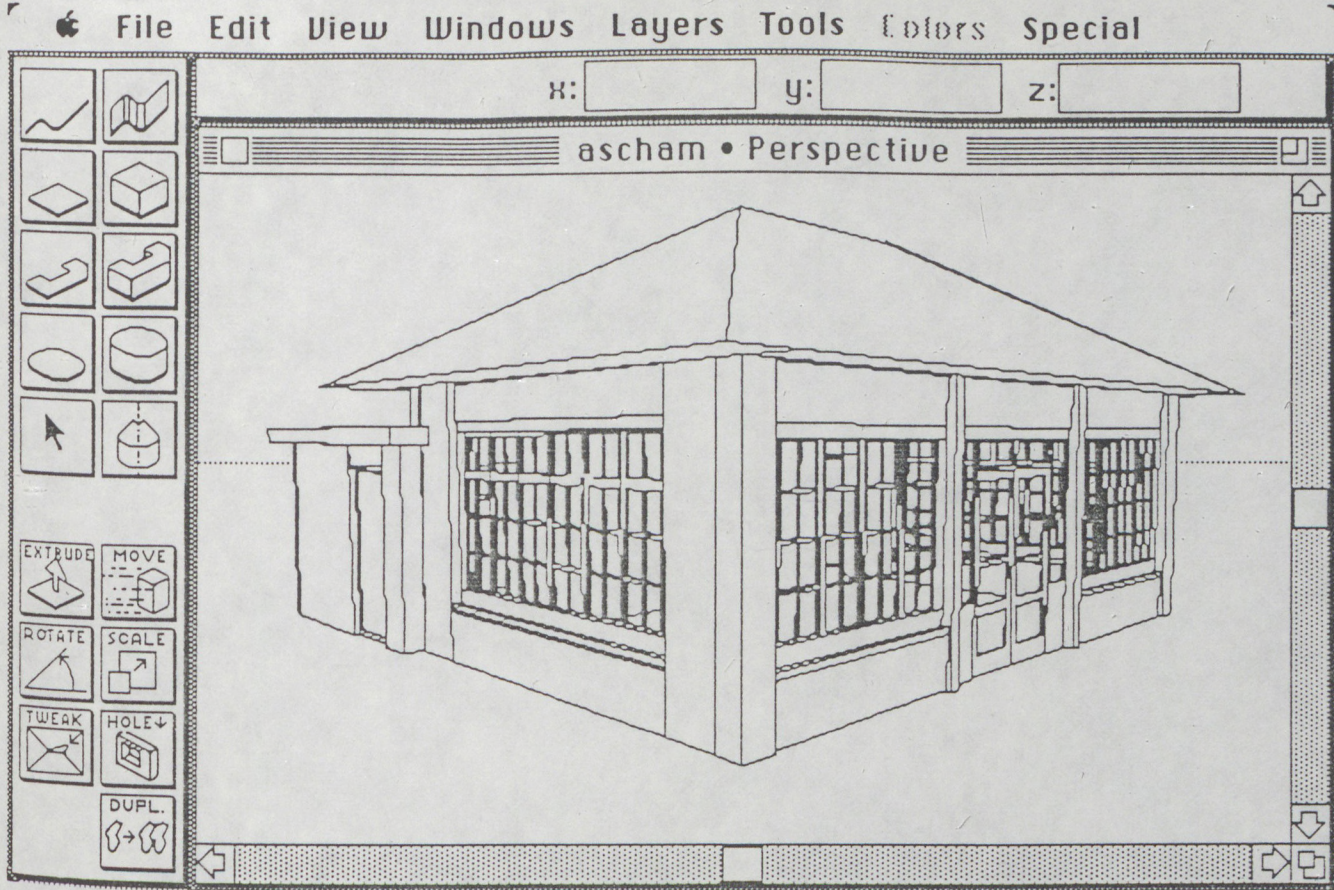 File Edit View Windows Layers Tools Colors Special
x: y: z:
ascham • Perspective
EXTRUDE MOVE
ROTATE SCALE
TWEAK HOLE↓
DUPL.